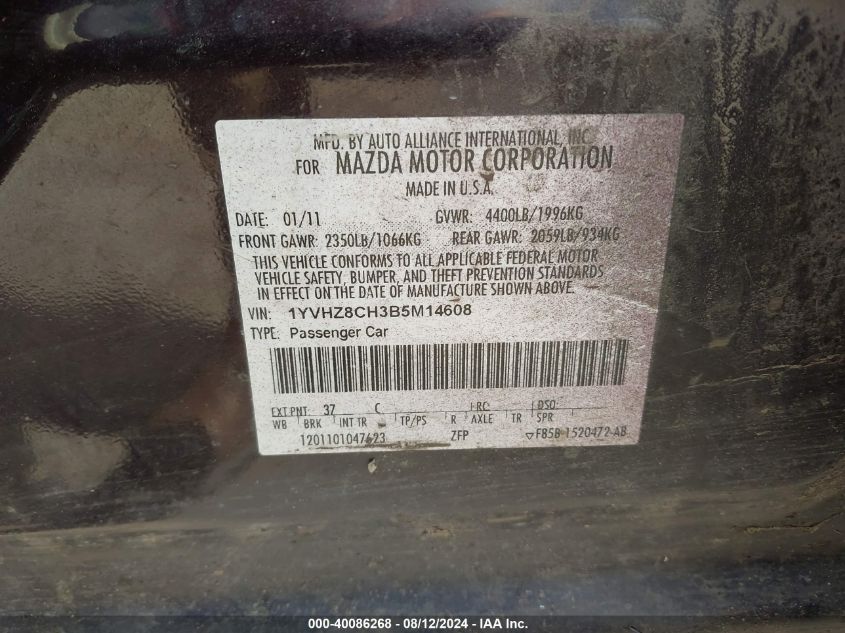 MFD. BY AUTO ALLIANCE INTERNATIONAL, INC.
FOR MAZDA MOTOR CORPORATION
MADE IN U.S.A.
DATE: 01/11 GVWR: 4400LB/1996KG
FRONT GAWR: 2350LB/1066KG REAR GAWR: 2059LB/934KG
THIS VEHICLE CONFORMS TO ALL APPLICABLE FEDERAL MOTOR
VEHICLE SAFETY, BUMPER, AND THEFT PREVENTION STANDARDS
IN EFFECT ON THE DATE OF MANUFACTURE SHOWN ABOVE.
VIN: 1YVHZ8CH3B5M14608
TYPE: Passenger Car
EXT PNT: 37 C RC: DSO:
WB BRK INT TR TP/PS R AXLE TR SPR
1201101047623 ZFP ▽F85B-1520472-AB
000-40086268 - 08/12/2024 - IAA Inc.